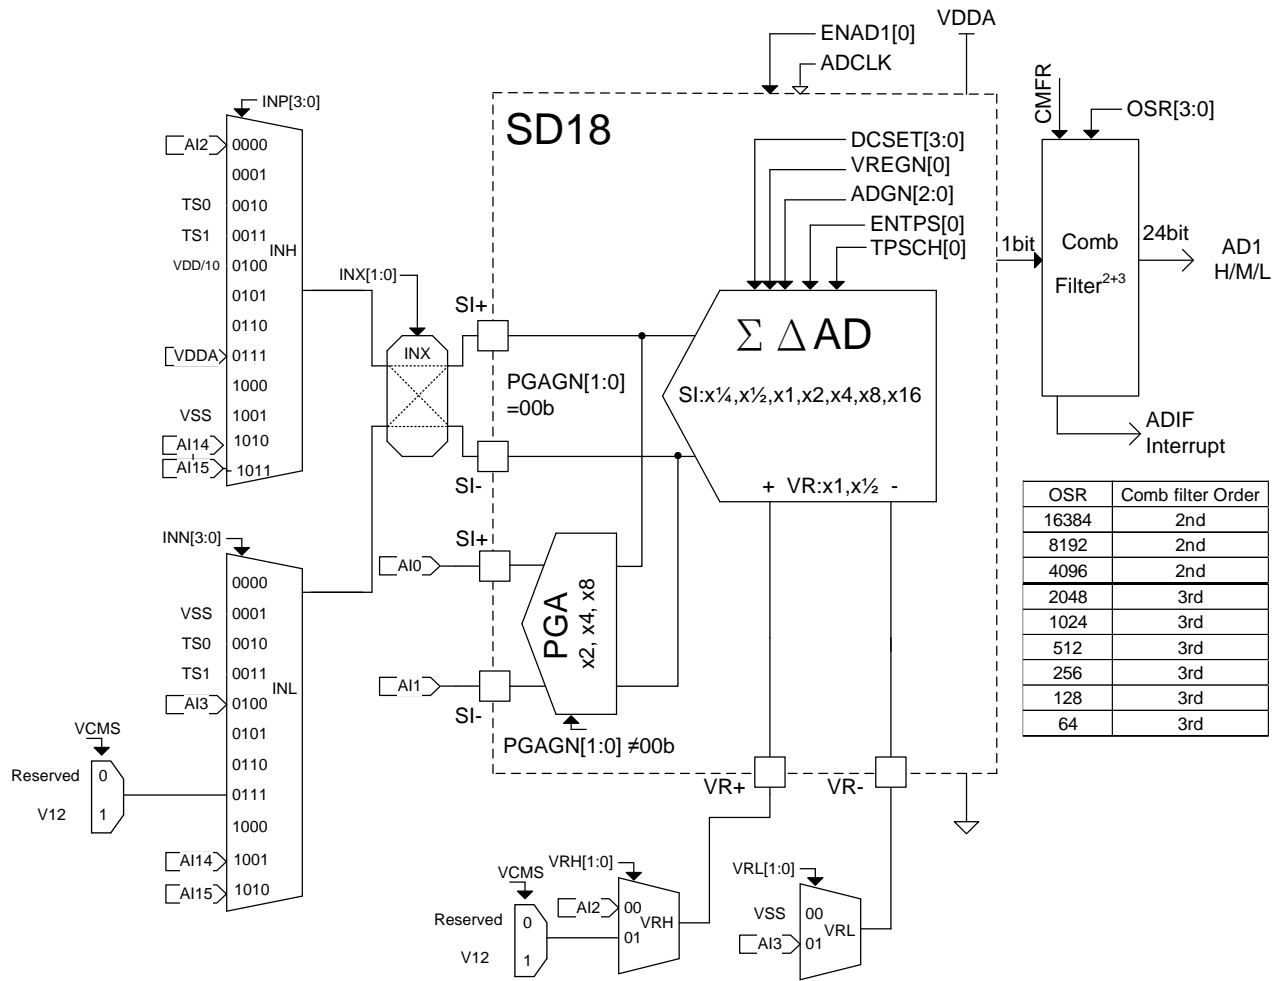 VDDA
ENAD1[0]
ADCLK
INP[3:0]
AI2
0000
0001
TS0
0010
TS1
0011
INH
VDD/10
0100
0101
0110
VDDA
0111
1000
VSS
1001
AI14
1010
AI15
1011
INX[1:0]
INX
SD18
DCSET[3:0]
VREGN[0]
ADGN[2:0]
ENTPS[0]
TPSCH[0]
SI+
SI-
PGAGN[1:0]
=00b
Σ Δ AD
SI:x¼,x½,x1,x2,x4,x8,x16
+ VR:x1,x½ -
CMFR
OSR[3:0]
1bit
Comb
Filter2+3
24bit
AD1
H/M/L
ADIF
Interrupt
INN[3:0]
0000
VSS
0001
TS0
0010
TS1
0011
INL
AI3
0100
0101
0110
0111
1000
AI14
1001
AI15
1010
VCMS
Reserved
0
V12
1
SI+
AI0
PGA
x2, x4, x8
AI1
SI-
PGAGN[1:0] ≠00b
VR+
VR-
OSR Comb filter Order
16384 2nd
8192 2nd
4096 2nd
2048 3rd
1024 3rd
512 3rd
256 3rd
128 3rd
64 3rd
VCMS
Reserved
0
V12
1
VRH[1:0]
AI2
00
VRH
01
VRL[1:0]
VSS
00
VRL
AI3
01